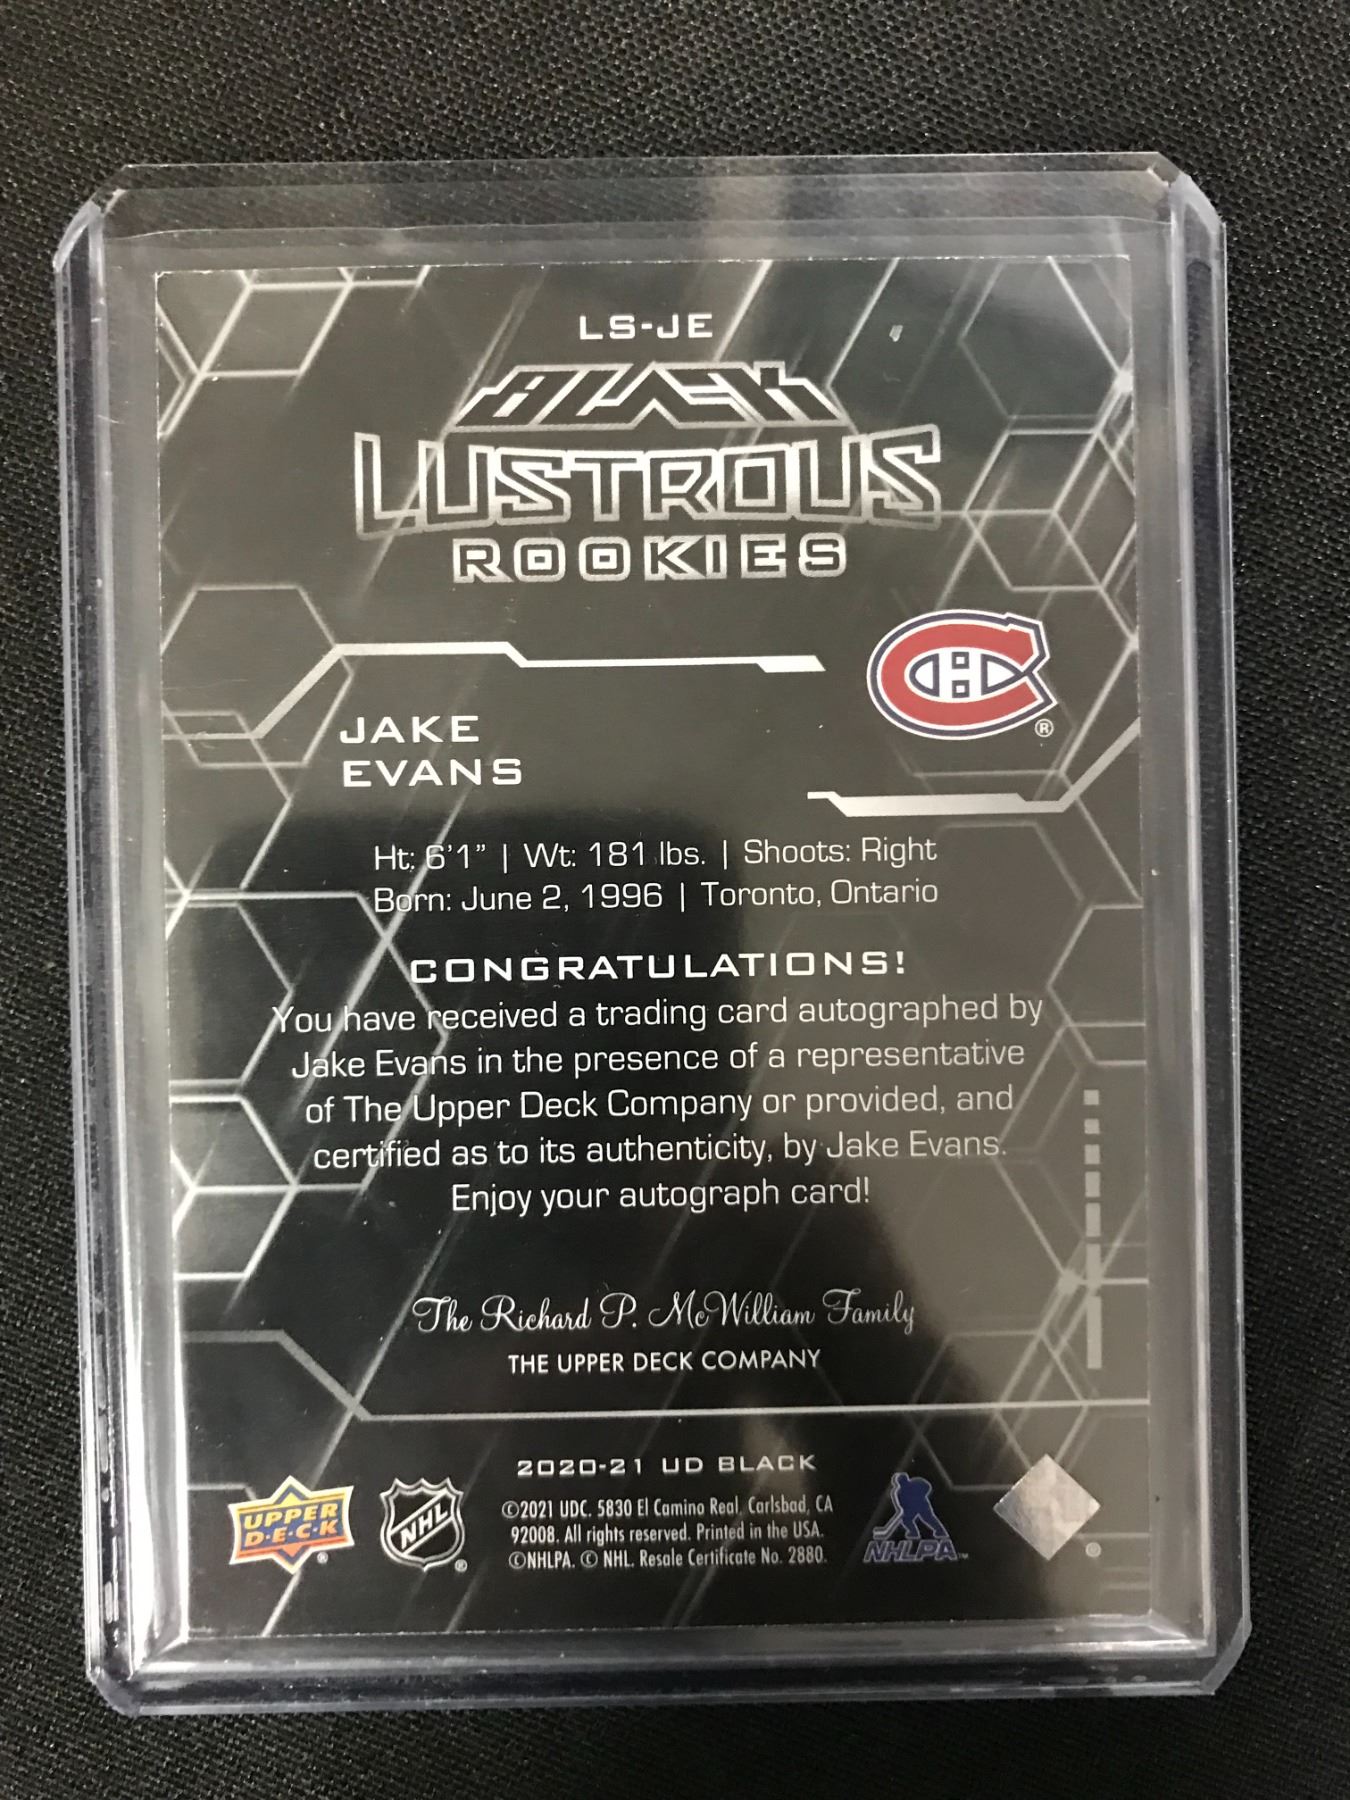 LS-JE
BLACK
LUSTROUS
ROOKIES
JAKE
EVANS
®
Ht: 6'1" | Wt: 181 lbs. | Shoots: Right
Born: June 2, 1996 | Toronto, Ontario
CONGRATULATIONS!
You have received a trading card autographed by
Jake Evans in the presence of a representative
of The Upper Deck Company or provided, and
certified as to its authenticity, by Jake Evans.
Enjoy your autograph card!
The Richard P. McWilliam Family
THE UPPER DECK COMPANY
2020-21 UD BLACK
©2021 UDC. 5830 El Camino Real, Carlsbad, CA
92008. All rights reserved. Printed in the USA.
©NHLPA. © NHL. Resale Certificate No. 2880.
UPPER
D•E•C•K
®
NHL
®
NHLPA™
®